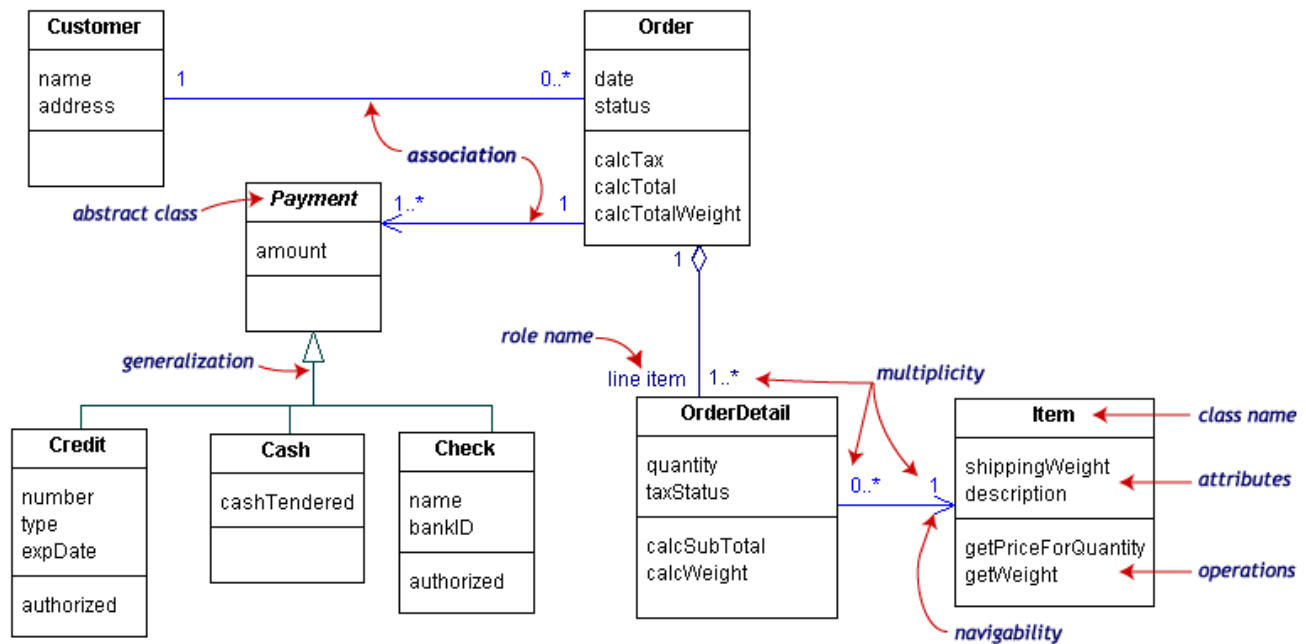 Customer
name
address
1
0..*
Order
date
status
calcTax
calcTotal
calcTotalWeight
association
abstract class
Payment
amount
1..*
1
1
generalization
role name
line item
1..*
multiplicity
Credit
number
type
expDate
authorized
Cash
cashTendered
Check
name
bankID
authorized
OrderDetail
quantity
taxStatus
calcSubTotal
calcWeight
0..*
1
Item
shippingWeight
description
getPriceForQuantity
getWeight
class name
attributes
operations
navigability